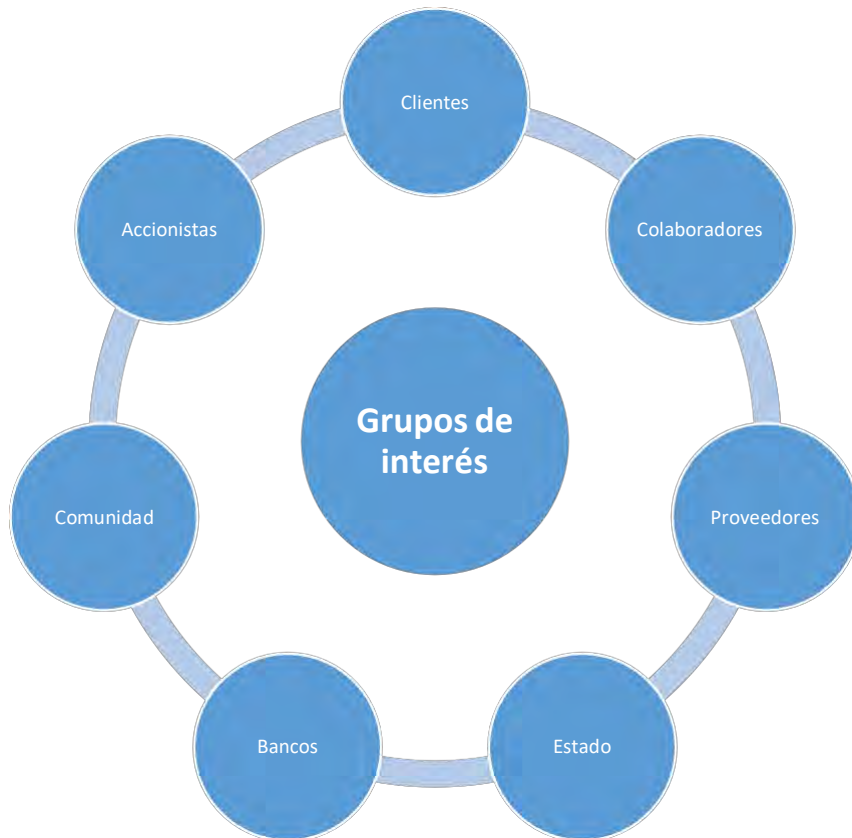 Clientes
Accionistas
Colaboradores
Grupos de
interés
Comunidad
Proveedores
Bancos
Estado